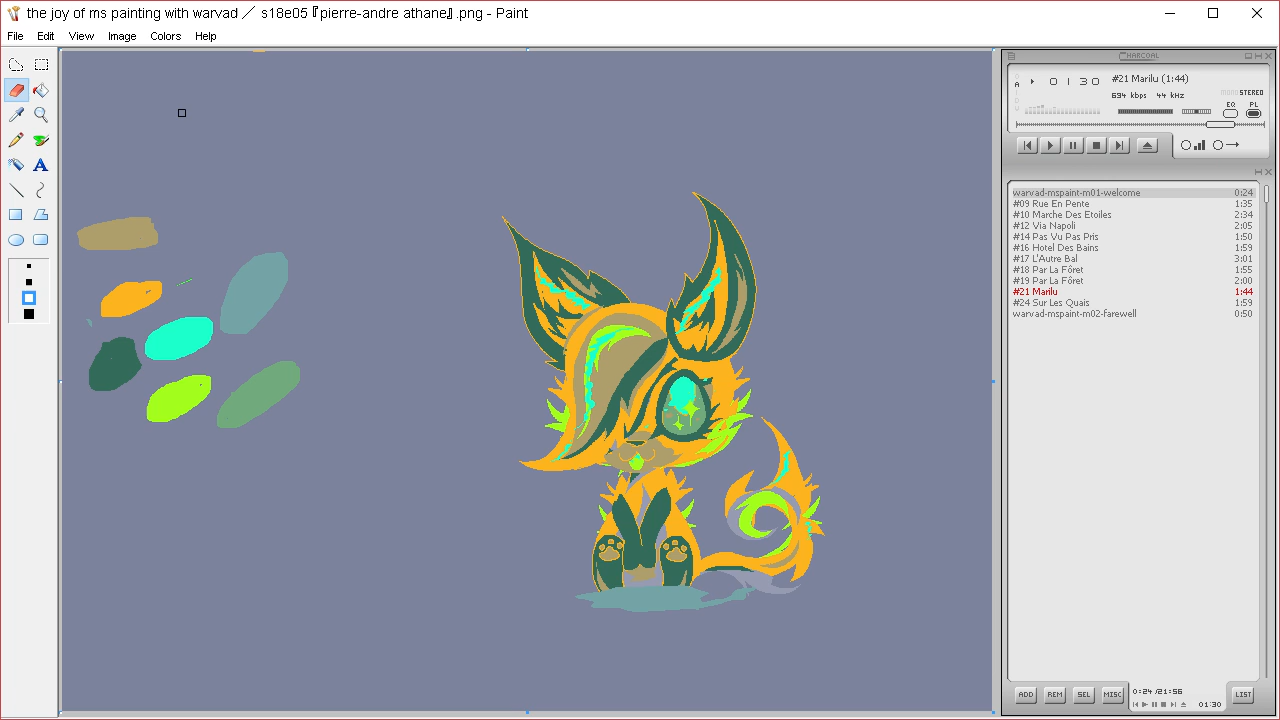 the joy of ms painting with warvad ／ s18e05『pierre-andre athane』.png - Paint
File Edit View Image Colors Help
CHARCOAL
01 30 #21 Marilu (1:44)
694 kbps 44 kHz
MONO STEREO
EQ PL
warvad-mspaint-m01-welcome 0:24
#09 Rue En Pente 1:35
#10 Marche Des Etoiles 2:34
#12 Via Napoli 2:05
#14 Pas Vu Pas Pris 1:50
#16 Hotel Des Bains 1:59
#17 L'Autre Bal 3:01
#18 Par La Fôret 1:55
#19 Par La Fôret 2:00
#21 Marilu 1:44
#24 Sur Les Quais 1:59
warvad-mspaint-m02-farewell 0:50
ADD REM SEL MISC 0:24 /21:56 LIST
01:30